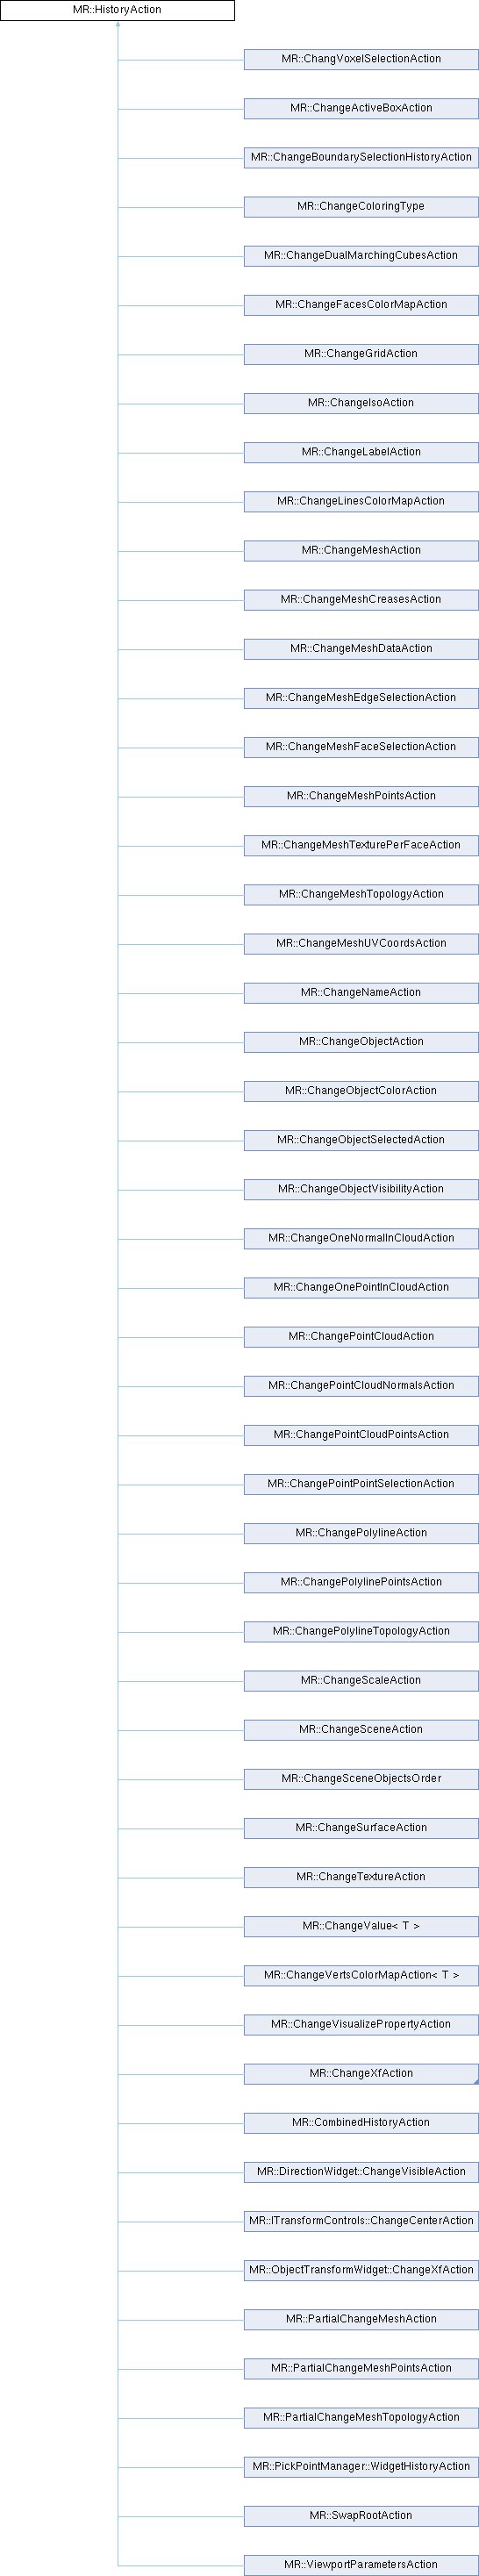 MR::HistoryAction
MR::ChangVoxelSelectionAction
MR::ChangeActiveBoxAction
MR::ChangeBoundarySelectionHistoryAction
MR::ChangeColoringType
MR::ChangeDualMarchingCubesAction
MR::ChangeFacesColorMapAction
MR::ChangeGridAction
MR::ChangeIsoAction
MR::ChangeLabelAction
MR::ChangeLinesColorMapAction
MR::ChangeMeshAction
MR::ChangeMeshCreasesAction
MR::ChangeMeshDataAction
MR::ChangeMeshEdgeSelectionAction
MR::ChangeMeshFaceSelectionAction
MR::ChangeMeshPointsAction
MR::ChangeMeshTexturePerFaceAction
MR::ChangeMeshTopologyAction
MR::ChangeMeshUVCoordsAction
MR::ChangeNameAction
MR::ChangeObjectAction
MR::ChangeObjectColorAction
MR::ChangeObjectSelectedAction
MR::ChangeObjectVisibilityAction
MR::ChangeOneNormalInCloudAction
MR::ChangeOnePointInCloudAction
MR::ChangePointCloudAction
MR::ChangePointCloudNormalsAction
MR::ChangePointCloudPointsAction
MR::ChangePointPointSelectionAction
MR::ChangePolylineAction
MR::ChangePolylinePointsAction
MR::ChangePolylineTopologyAction
MR::ChangeScaleAction
MR::ChangeSceneAction
MR::ChangeSceneObjectsOrder
MR::ChangeSurfaceAction
MR::ChangeTextureAction
MR::ChangeValue< T >
MR::ChangeVertsColorMapAction< T >
MR::ChangeVisualizePropertyAction
MR::ChangeXfAction
MR::CombinedHistoryAction
MR::DirectionWidget::ChangeVisibleAction
MR::ITransformControls::ChangeCenterAction
MR::ObjectTransformWidget::ChangeXfAction
MR::PartialChangeMeshAction
MR::PartialChangeMeshPointsAction
MR::PartialChangeMeshTopologyAction
MR::PickPointManager::WidgetHistoryAction
MR::SwapRootAction
MR::ViewportParametersAction